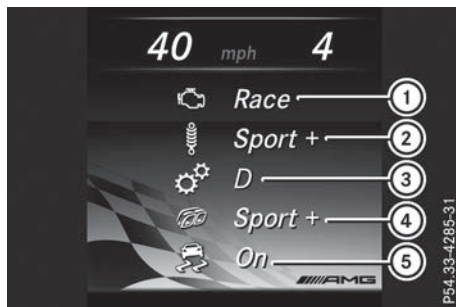 40 mph 4
Race 1
Sport + 2
D 3
Sport + 4
On 5
AMG
P54.33-4285-31